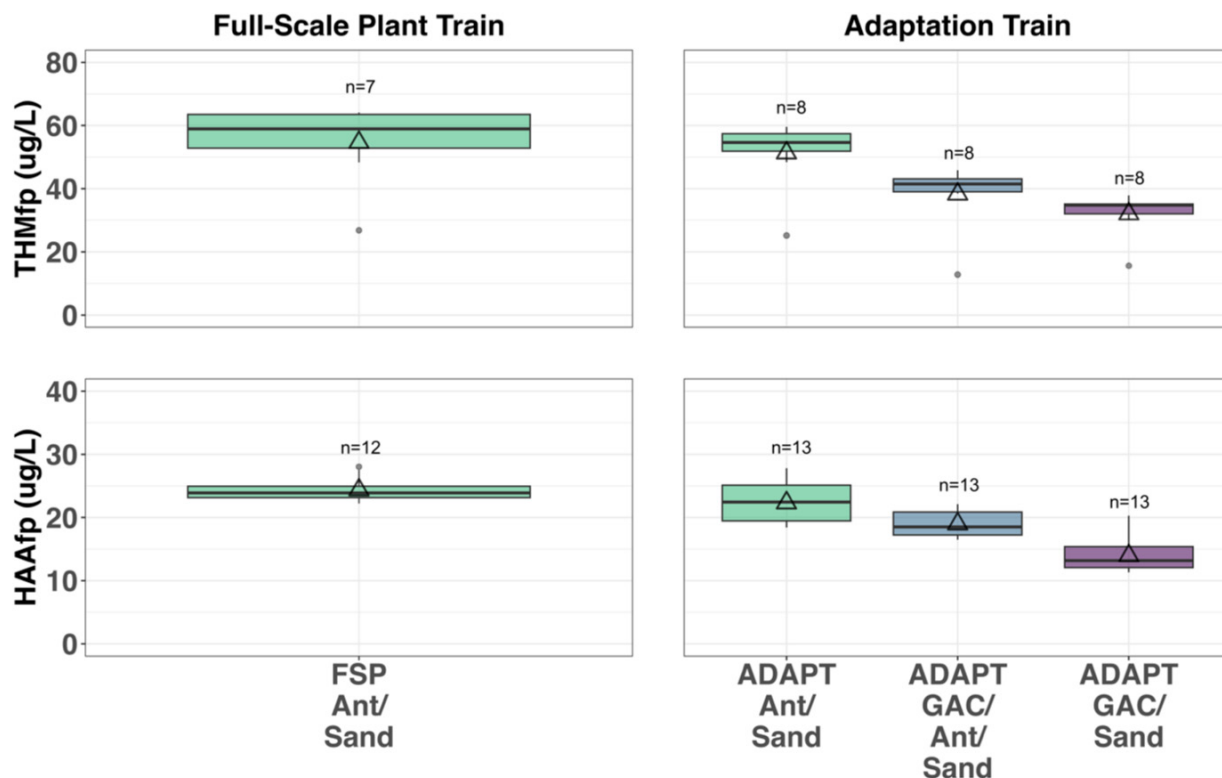 Full-Scale Plant Train
Adaptation Train
THMfp (ug/L)
80
60
40
20
0
n=7
n=8
n=8
n=8
HAAfp (ug/L)
40
30
20
10
0
n=12
n=13
n=13
n=13
FSP
Ant/
Sand
ADAPT
Ant/
Sand
ADAPT
GAC/
Ant/
Sand
ADAPT
GAC/
Sand